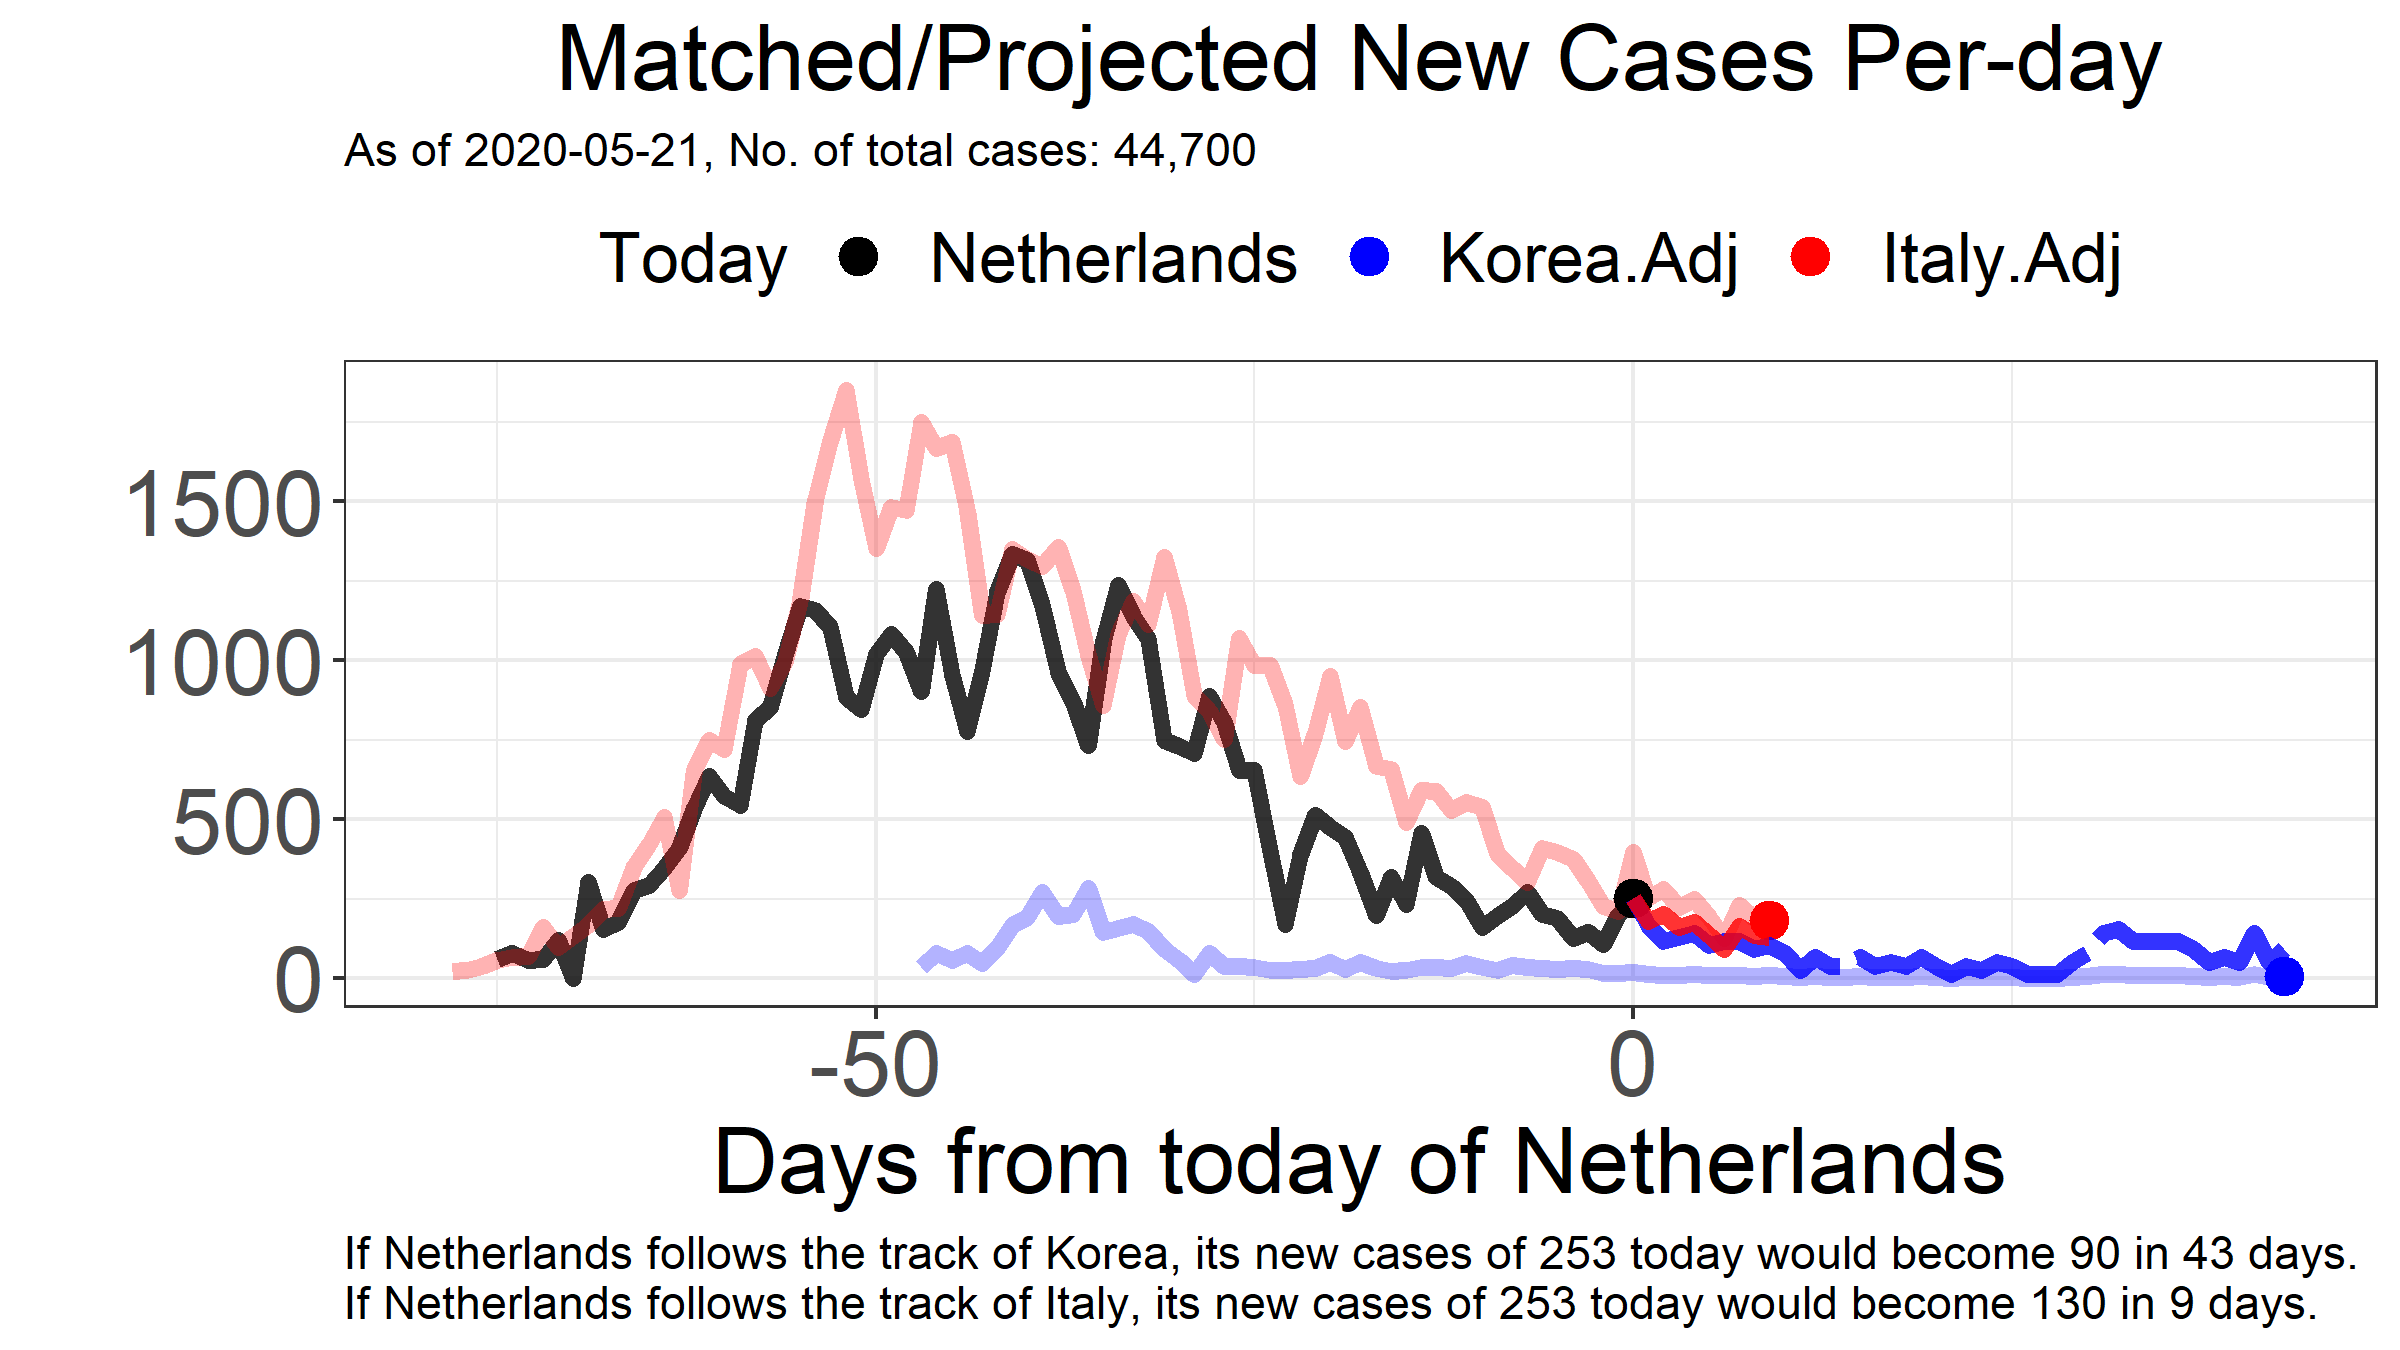 Matched/Projected New Cases Per-day
As of 2020-05-21, No. of total cases: 44,700
Today Netherlands Korea.Adj Italy.Adj
1500
1000
500
0
-50 0
Days from today of Netherlands
If Netherlands follows the track of Korea, its new cases of 253 today would become 90 in 43 days.
If Netherlands follows the track of Italy, its new cases of 253 today would become 130 in 9 days.